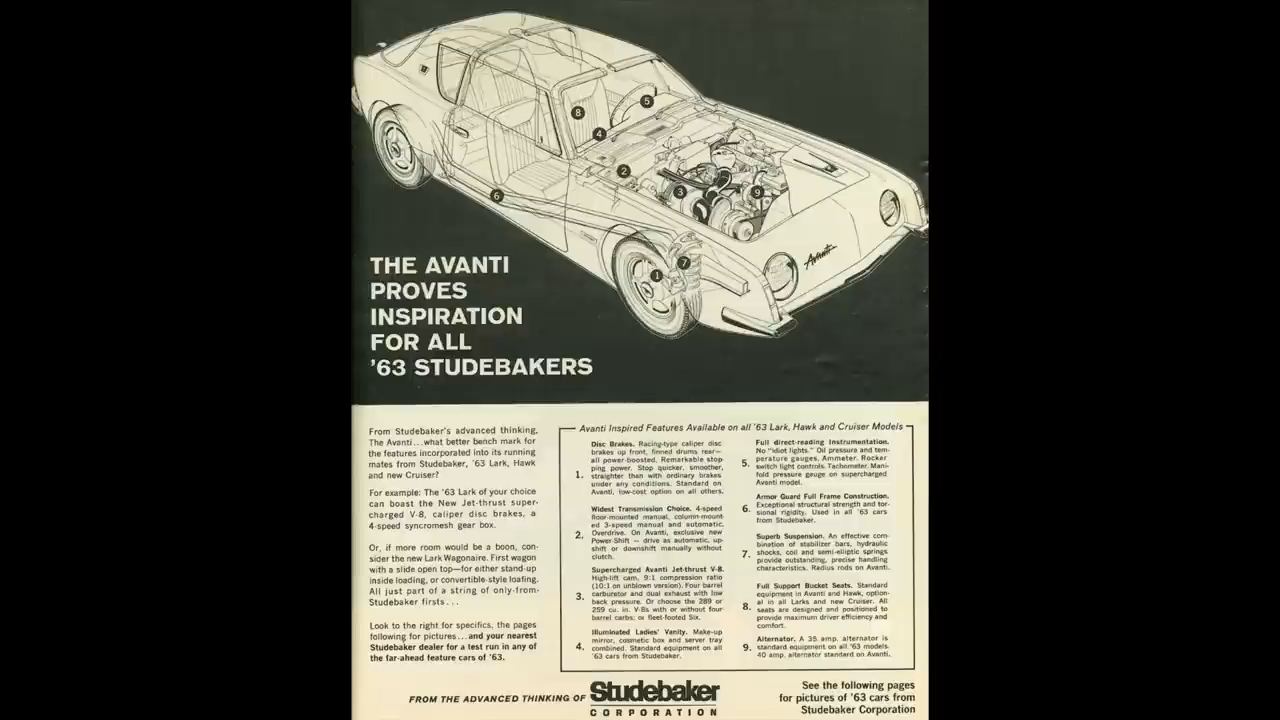 THE AVANTI
PROVES
INSPIRATION
FOR ALL
'63 STUDEBAKERS
8
5
4
2
3
9
6
7
1
Avanti
From Studebaker's advanced thinking,
The Avanti...what better bench mark for
the features incorporated into its running
mates from Studebaker, '63 Lark, Hawk
and new Cruiser?
For example: The '63 Lark of your choice
can boast the New Jet-thrust super-
charged V-8, caliper disc brakes, a
4-speed syncromesh gear box.
Or, if more room would be a boon, con-
sider the new Lark Wagonaire. First wagon
with a slide open top—for either stand-up
inside loading, or convertible-style loafing.
All just part of a string of only-from-
Studebaker firsts...
Look to the right for specifics, the pages
following for pictures...and your nearest
Studebaker dealer for a test run in any of
the far-ahead feature cars of '63.
Avanti Inspired Features Available on all '63 Lark, Hawk and Cruiser Models
1. Disc Brakes. Racing-type caliper disc
brakes up front, finned drums rear—
all power-boosted. Remarkable stop
ping power. Stop quicker, smoother,
straighter than with ordinary brakes
under any conditions. Standard on
Avanti, low-cost option on all others.
2. Widest Transmission Choice. 4-speed
floor-mounted manual, column-mount
ed 3-speed manual and automatic.
Overdrive. On Avanti, exclusive new
Power-Shift — drive as automatic, up-
shift or downshift manually without
clutch.
3. Supercharged Avanti Jet-thrust V-8.
High-lift cam, 9:1 compression ratio
(10:1 on unblown version). Four barrel
carburetor and dual exhaust with low
back pressure. Or choose the 289 or
259 cu. in. V-8s with or without four-
barrel carbs; or fleet-footed Six.
4. Illuminated Ladies' Vanity. Make-up
mirror, cosmetic box and server tray
combined. Standard equipment on all
'63 cars from Studebaker.
5. Full direct-reading Instrumentation.
No "idiot lights." Oil pressure and tem-
perature gauges. Ammeter. Rocker
switch light controls. Tachometer. Mani-
fold pressure gauge on supercharged
Avanti model.
6. Armor Guard Full Frame Construction.
Exceptional structural strength and tor-
sional rigidity. Used in all '63 cars
from Studebaker.
7. Superb Suspension. An effective com-
bination of stabilizer bars, hydraulic
shocks, coil and semi-elliptic springs
provide outstanding, precise handling
characteristics. Radius rods on Avanti.
8. Full Support Bucket Seats. Standard
equipment in Avanti and Hawk, option-
al in all Larks and new Cruiser. All
seats are designed and positioned to
provide maximum driver efficiency and
comfort.
9. Alternator. A 35 amp. alternator is
standard equipment on all '63 models.
40 amp. alternator standard on Avanti.
FROM THE ADVANCED THINKING OF Studebaker
CORPORATION
See the following pages
for pictures of '63 cars from
Studebaker Corporation